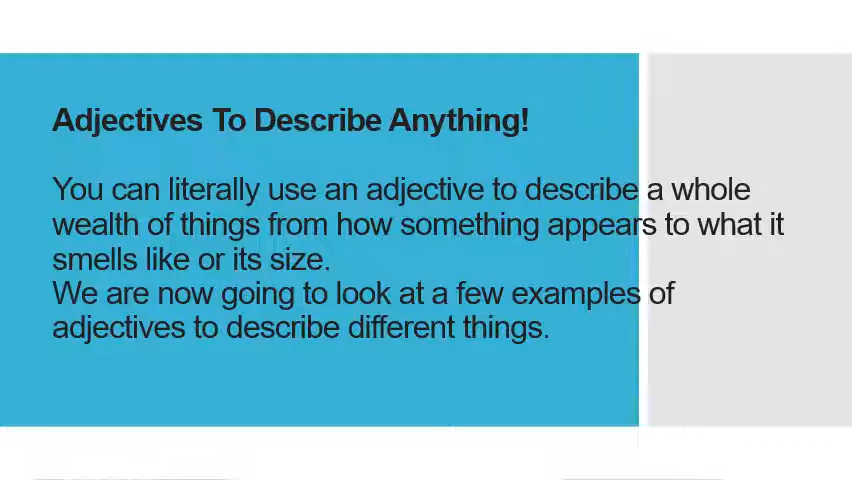 Adjectives To Describe Anything!
You can literally use an adjective to describe a whole
wealth of things from how something appears to what it
smells like or its size.
We are now going to look at a few examples of
adjectives to describe different things.